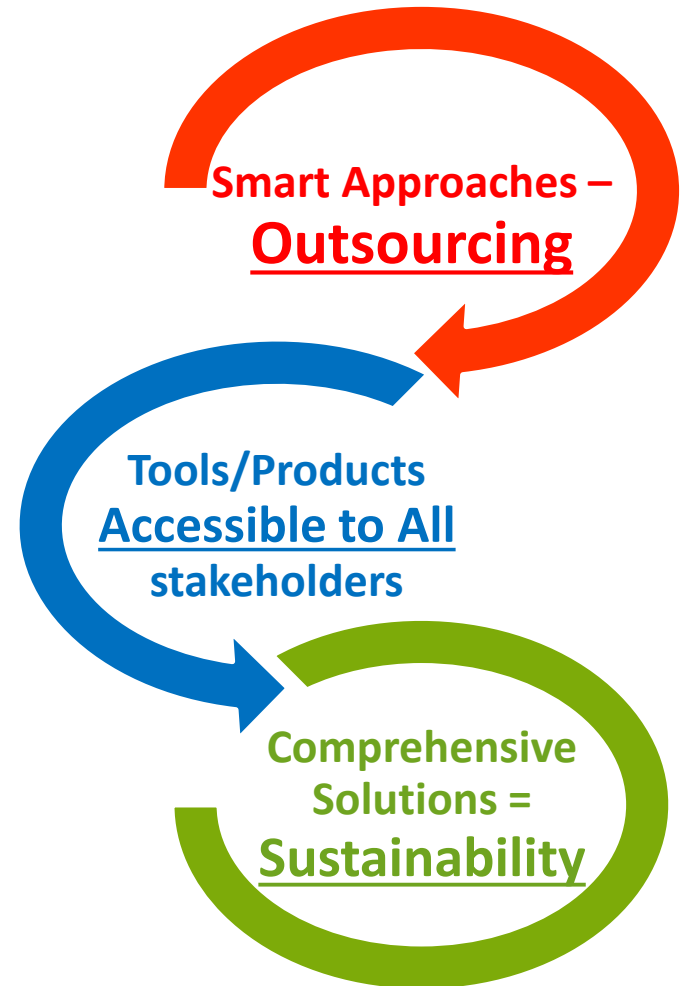 Smart Approaches –
Outsourcing
Tools/Products
Accessible to All
stakeholders
Comprehensive
Solutions =
Sustainability